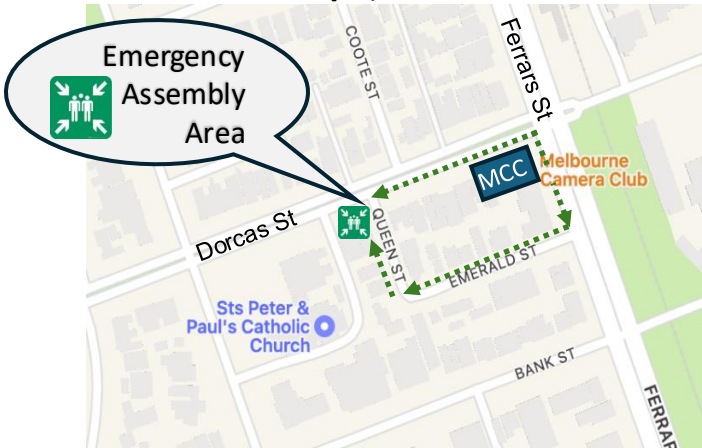 Emergency
Assembly
Area
COOTE ST
Ferrars St
MCC
Melbourne
Camera Club
Dorcas St
QUEEN ST
EMERALD ST
Sts Peter &
Paul's Catholic
Church
BANK ST
FERRAR